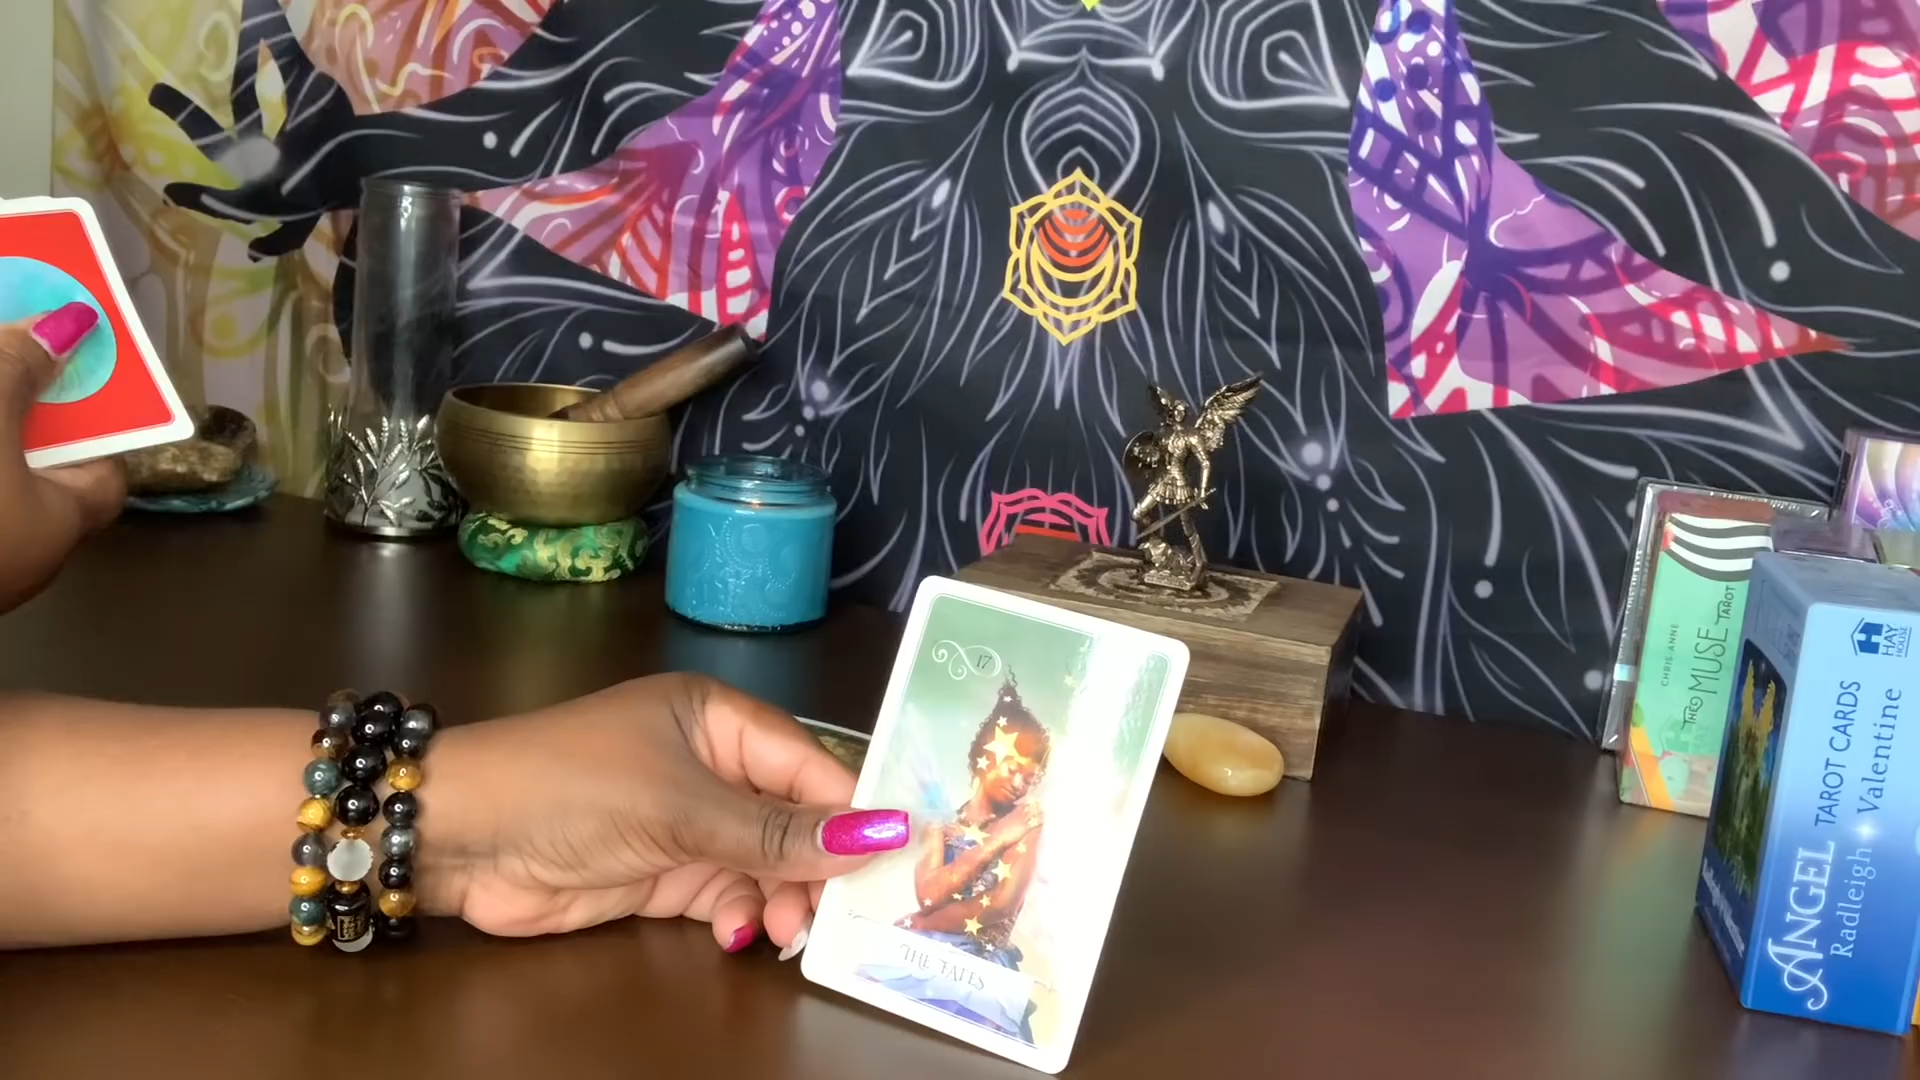 17
THE FATES
CHRIS-ANNE
THE MUSE TAROT
HAY
HOUSE
ANGEL TAROT CARDS
Radleigh Valentine